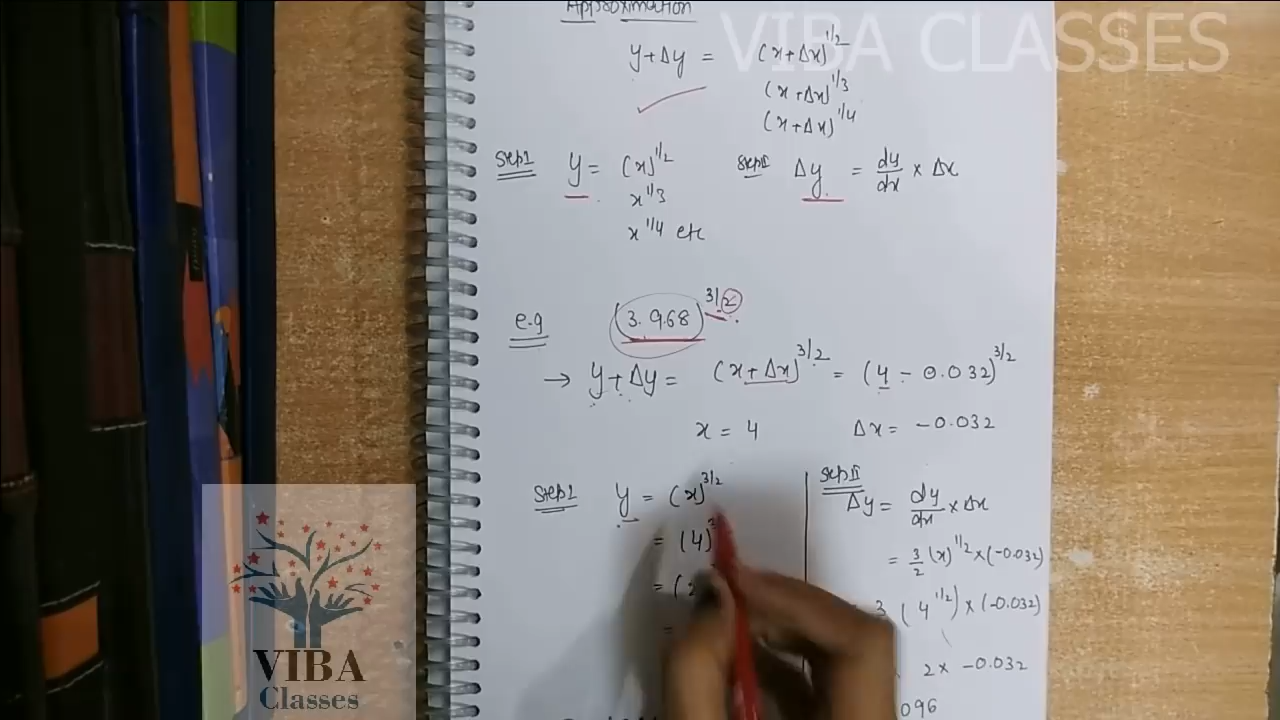 Approximation
VIBA CLASSES
y+Δy = (x+Δx)^1/2
(x+Δx)^1/3
(x+Δx)^1/4
Step I y = (x)^1/2 Step II Δy = dy/dx × Δx
x^1/3
x^1/4 etc
e.g (3.968)^3/2
→ y+Δy = (x+Δx)^3/2 = (4 - 0.032)^3/2
x = 4 Δx = -0.032
Step I y = (x)^3/2
= (4)
= (2
=
Step II
Δy = dy/dx × Δx
= 3/2 (x)^1/2 × (-0.032)
3 (4^1/2) × (-0.032)
2 × -0.032
096
VIBA
Classes